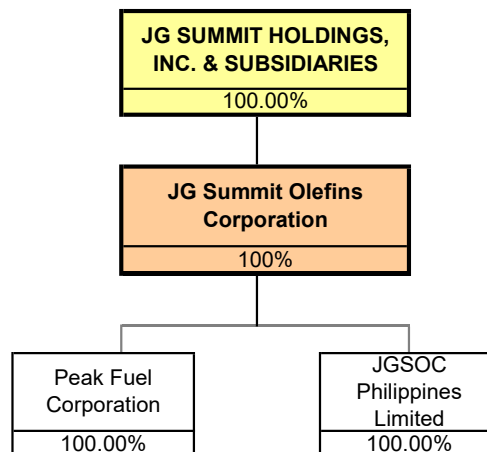 JG SUMMIT HOLDINGS,
INC. & SUBSIDIARIES
100.00%
JG Summit Olefins
Corporation
100%
Peak Fuel
Corporation
100.00%
JGSOC
Philippines
Limited
100.00%